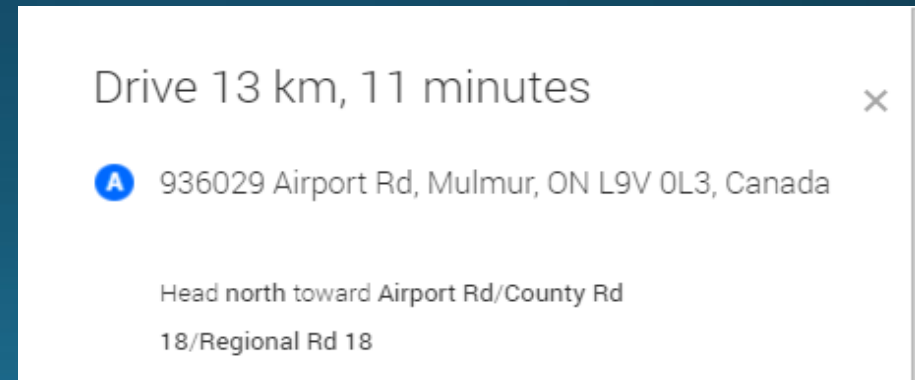 Drive 13 km, 11 minutes
×
A 936029 Airport Rd, Mulmur, ON L9V 0L3, Canada
Head north toward Airport Rd/County Rd
18/Regional Rd 18